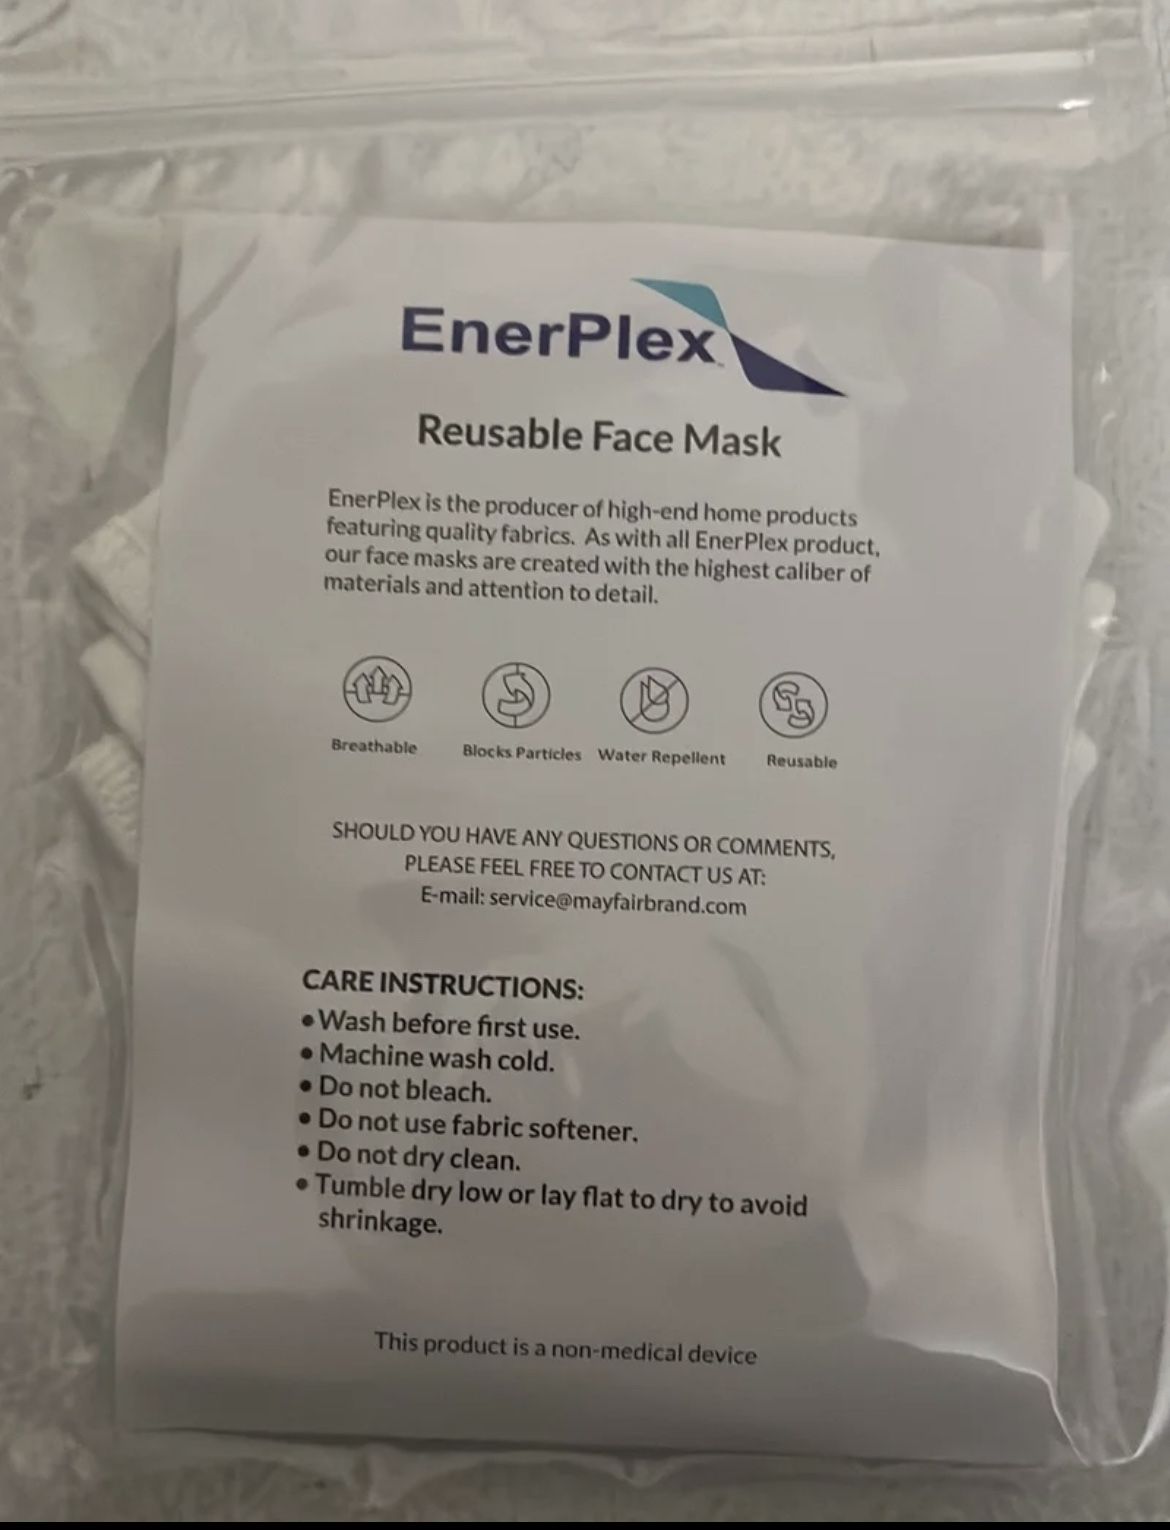 EnerPlex™
Reusable Face Mask
EnerPlex is the producer of high-end home products
featuring quality fabrics. As with all EnerPlex product,
our face masks are created with the highest caliber of
materials and attention to detail.
Breathable Blocks Particles Water Repellent Reusable
SHOULD YOU HAVE ANY QUESTIONS OR COMMENTS,
PLEASE FEEL FREE TO CONTACT US AT:
E-mail: service@mayfairbrand.com
CARE INSTRUCTIONS:
• Wash before first use.
• Machine wash cold.
• Do not bleach.
• Do not use fabric softener.
• Do not dry clean.
• Tumble dry low or lay flat to dry to avoid
shrinkage.
This product is a non-medical device